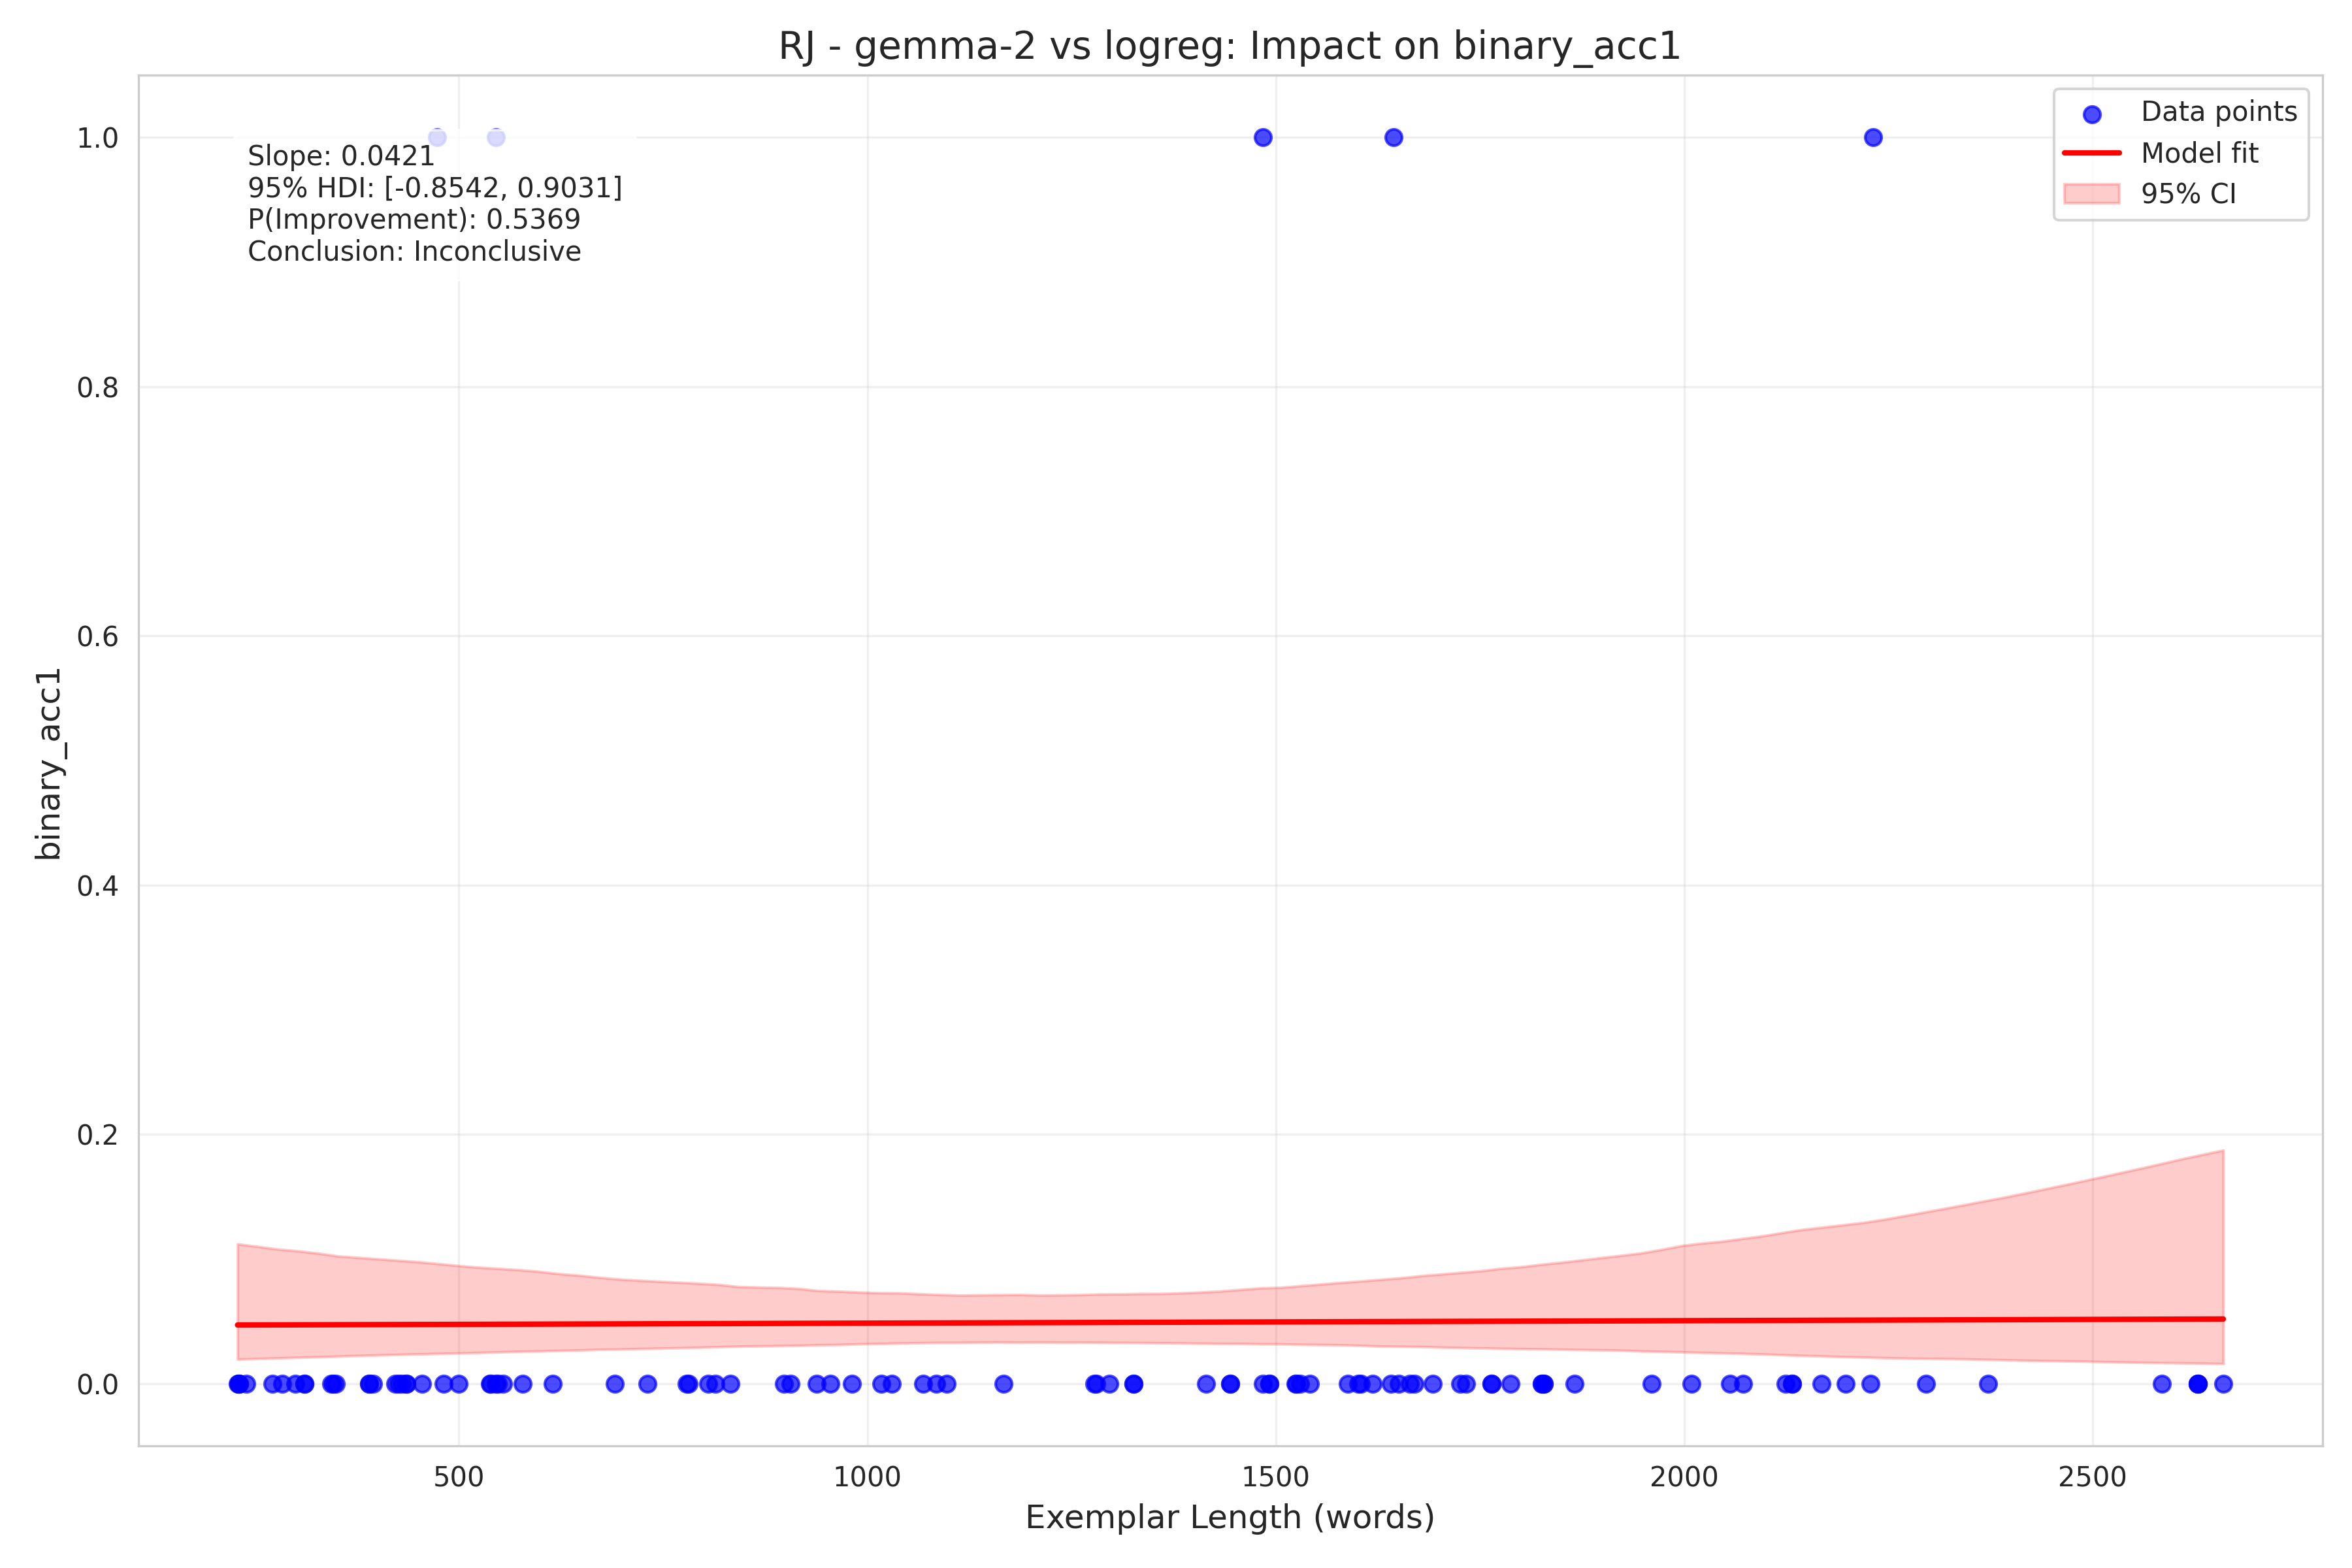 RJ - gemma-2 vs logreg: Impact on binary_acc1
Slope: 0.0421
95% HDI: [-0.8542, 0.9031]
P(Improvement): 0.5369
Conclusion: Inconclusive
Data points
Model fit
95% CI
binary_acc1
1.0
0.8
0.6
0.4
0.2
0.0
500
1000
1500
2000
2500
Exemplar Length (words)